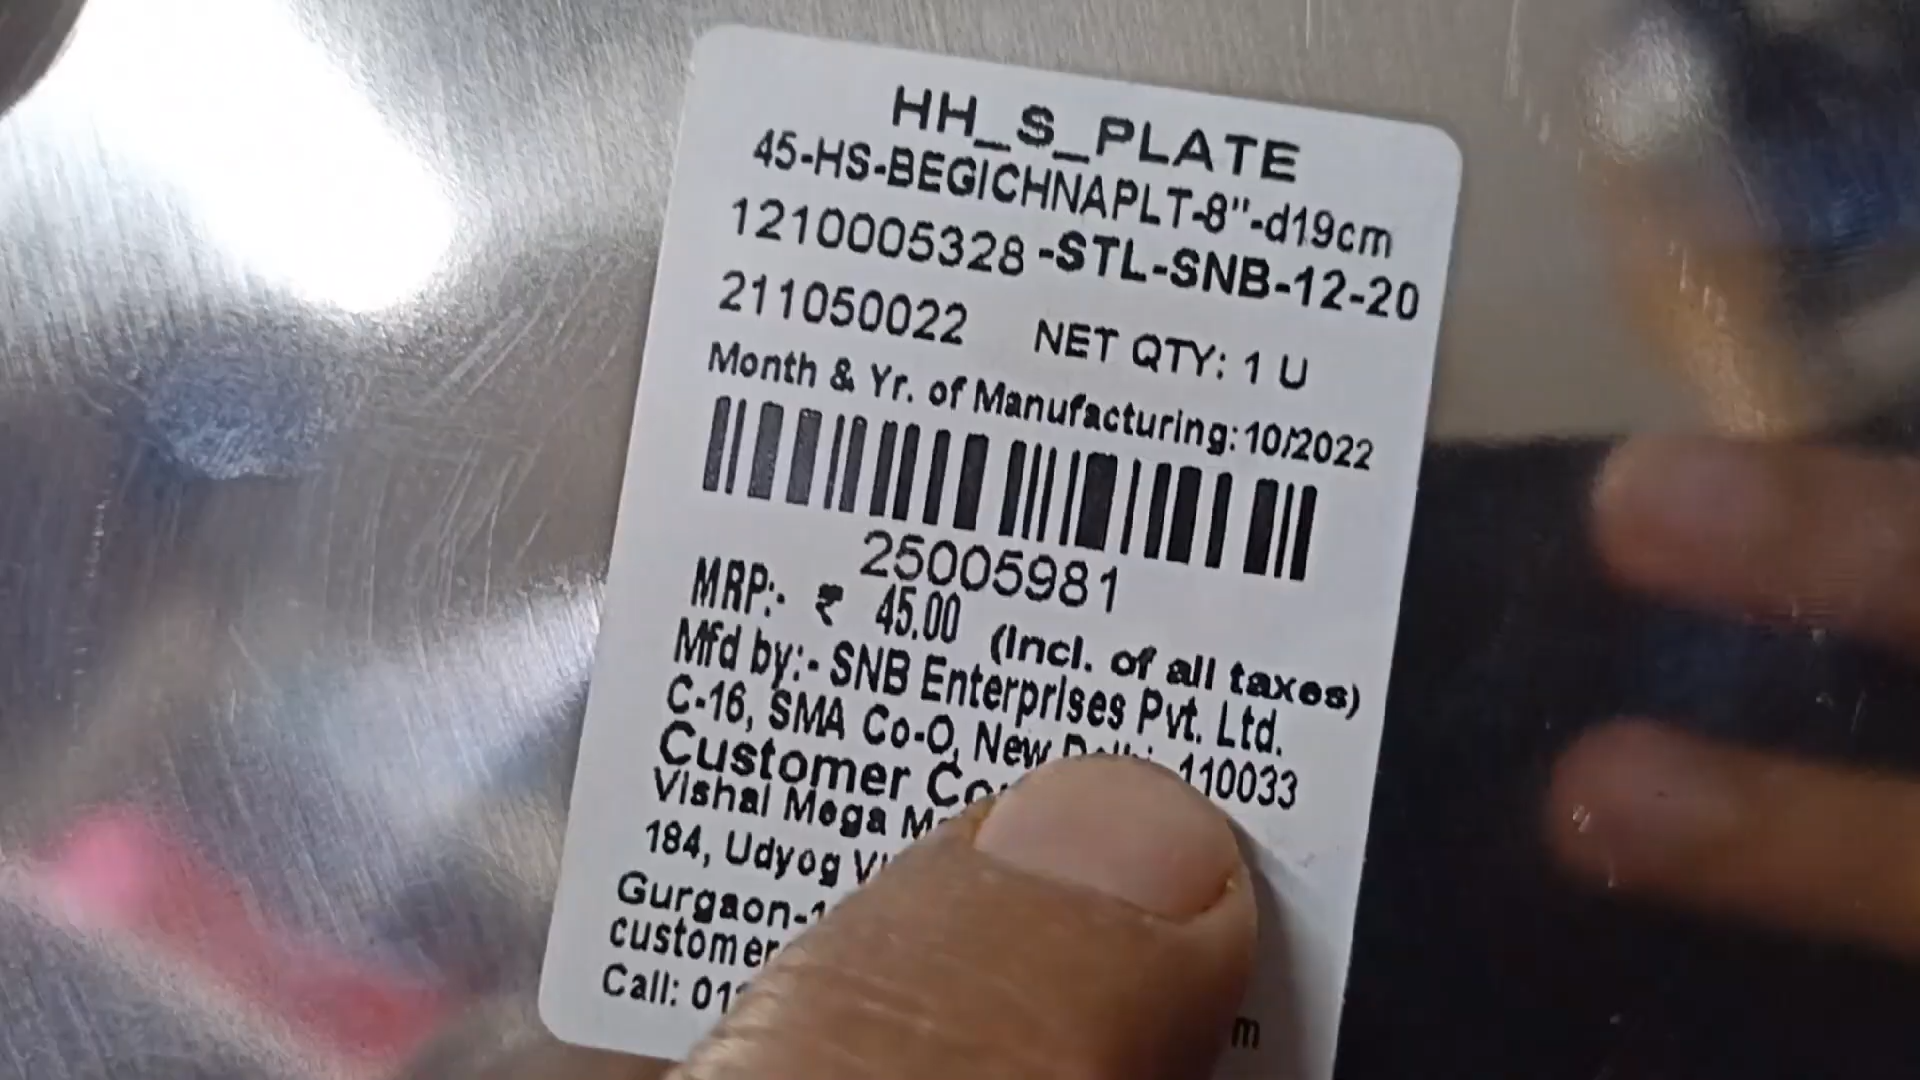 HH_S_PLATE
45-HS-BEGICHNAPLT-8"-d19cm
1210005328 -STL-SNB-12-20
211050022 NET QTY: 1 U
Month & Yr. of Manufacturing:10/2022
25005981
MRP:- ₹ 45.00 (Incl. of all taxes)
Mfd by:- SNB Enterprises Pvt. Ltd.
C-16, SMA Co-O, New 110033
Customer
Vishal Mega
184, Udyog
Gurgaon-
customer
Call: